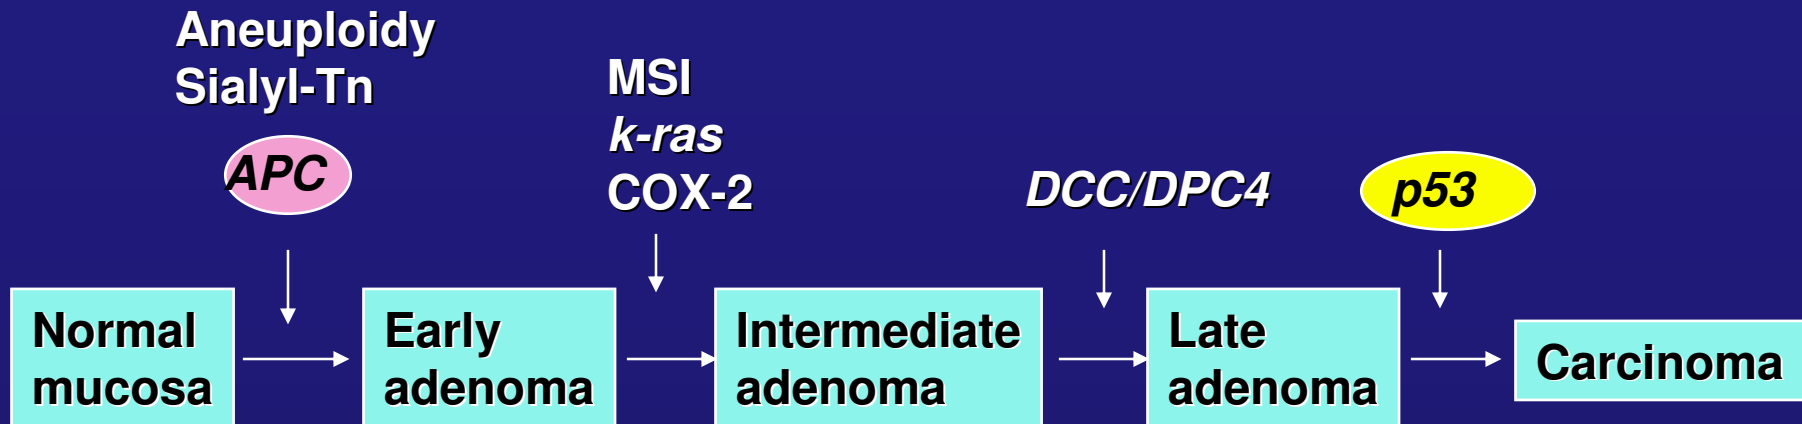 Aneuploidy
Sialyl-Tn
APC
MSI
k-ras
COX-2
DCC/DPC4
p53
Normal
mucosa
Early
adenoma
Intermediate
adenoma
Late
adenoma
Carcinoma